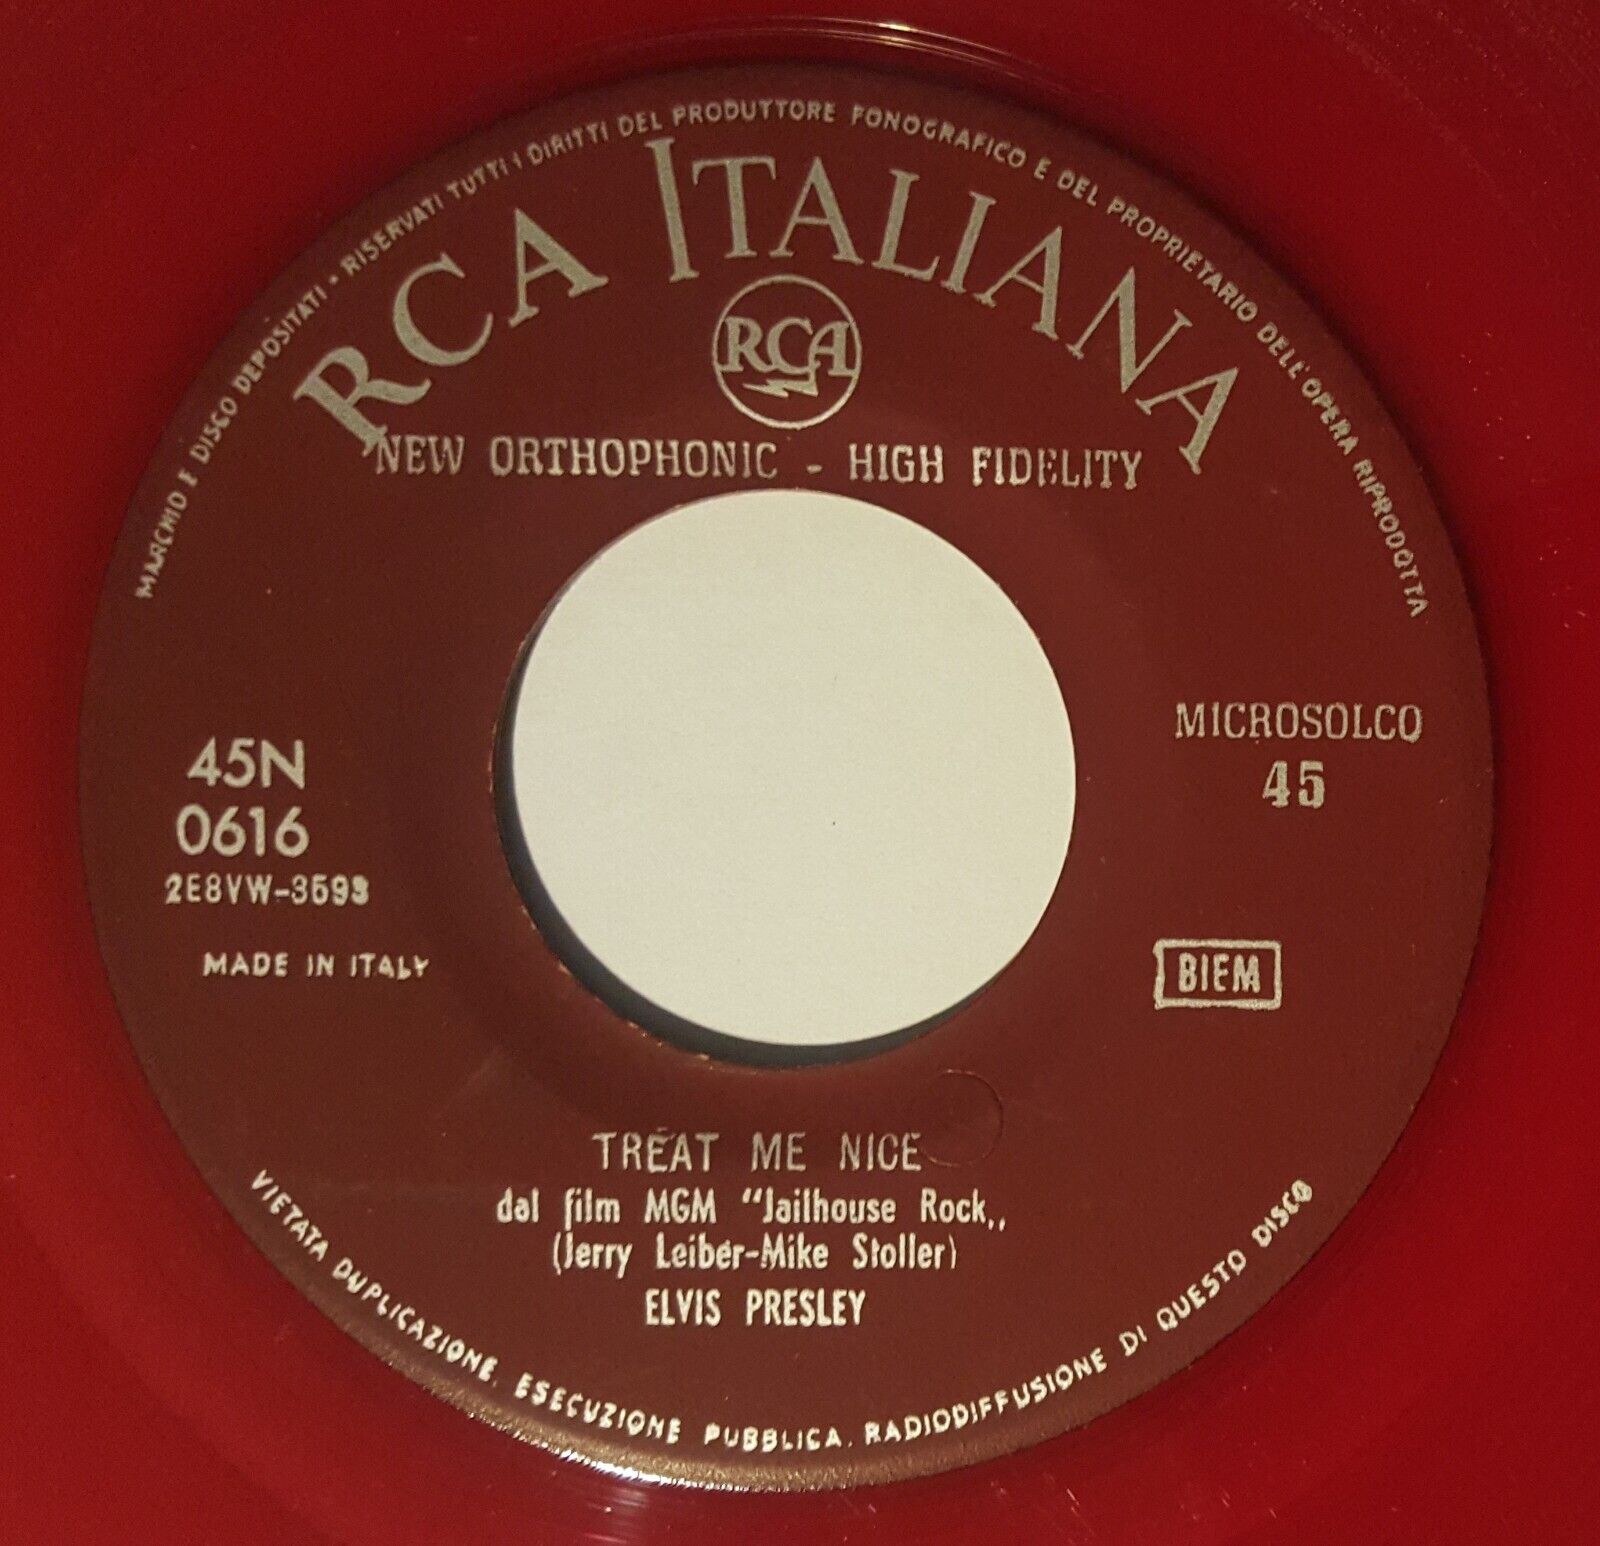 MARCHIO E DISCO DEPOSITATI • RISERVATI TUTTI I DIRITTI DEL PRODUTTORE FONOGRAFICO E DEL PROPRIETARIO DELL'OPERA RIPRODOTTA
RCA ITALIANA
RCA
NEW ORTHOPHONIC - HIGH FIDELITY
MICROSOLCO
45
45N
0616
2E8VW-3593
MADE IN ITALY
BIEM
TREAT ME NICE
dal film MGM "Jailhouse Rock,,
(Jerry Leiber-Mike Stoller)
ELVIS PRESLEY
VIETATA DUPLICAZIONE, ESECUZIONE PUBBLICA, RADIODIFFUSIONE DI QUESTO DISCO